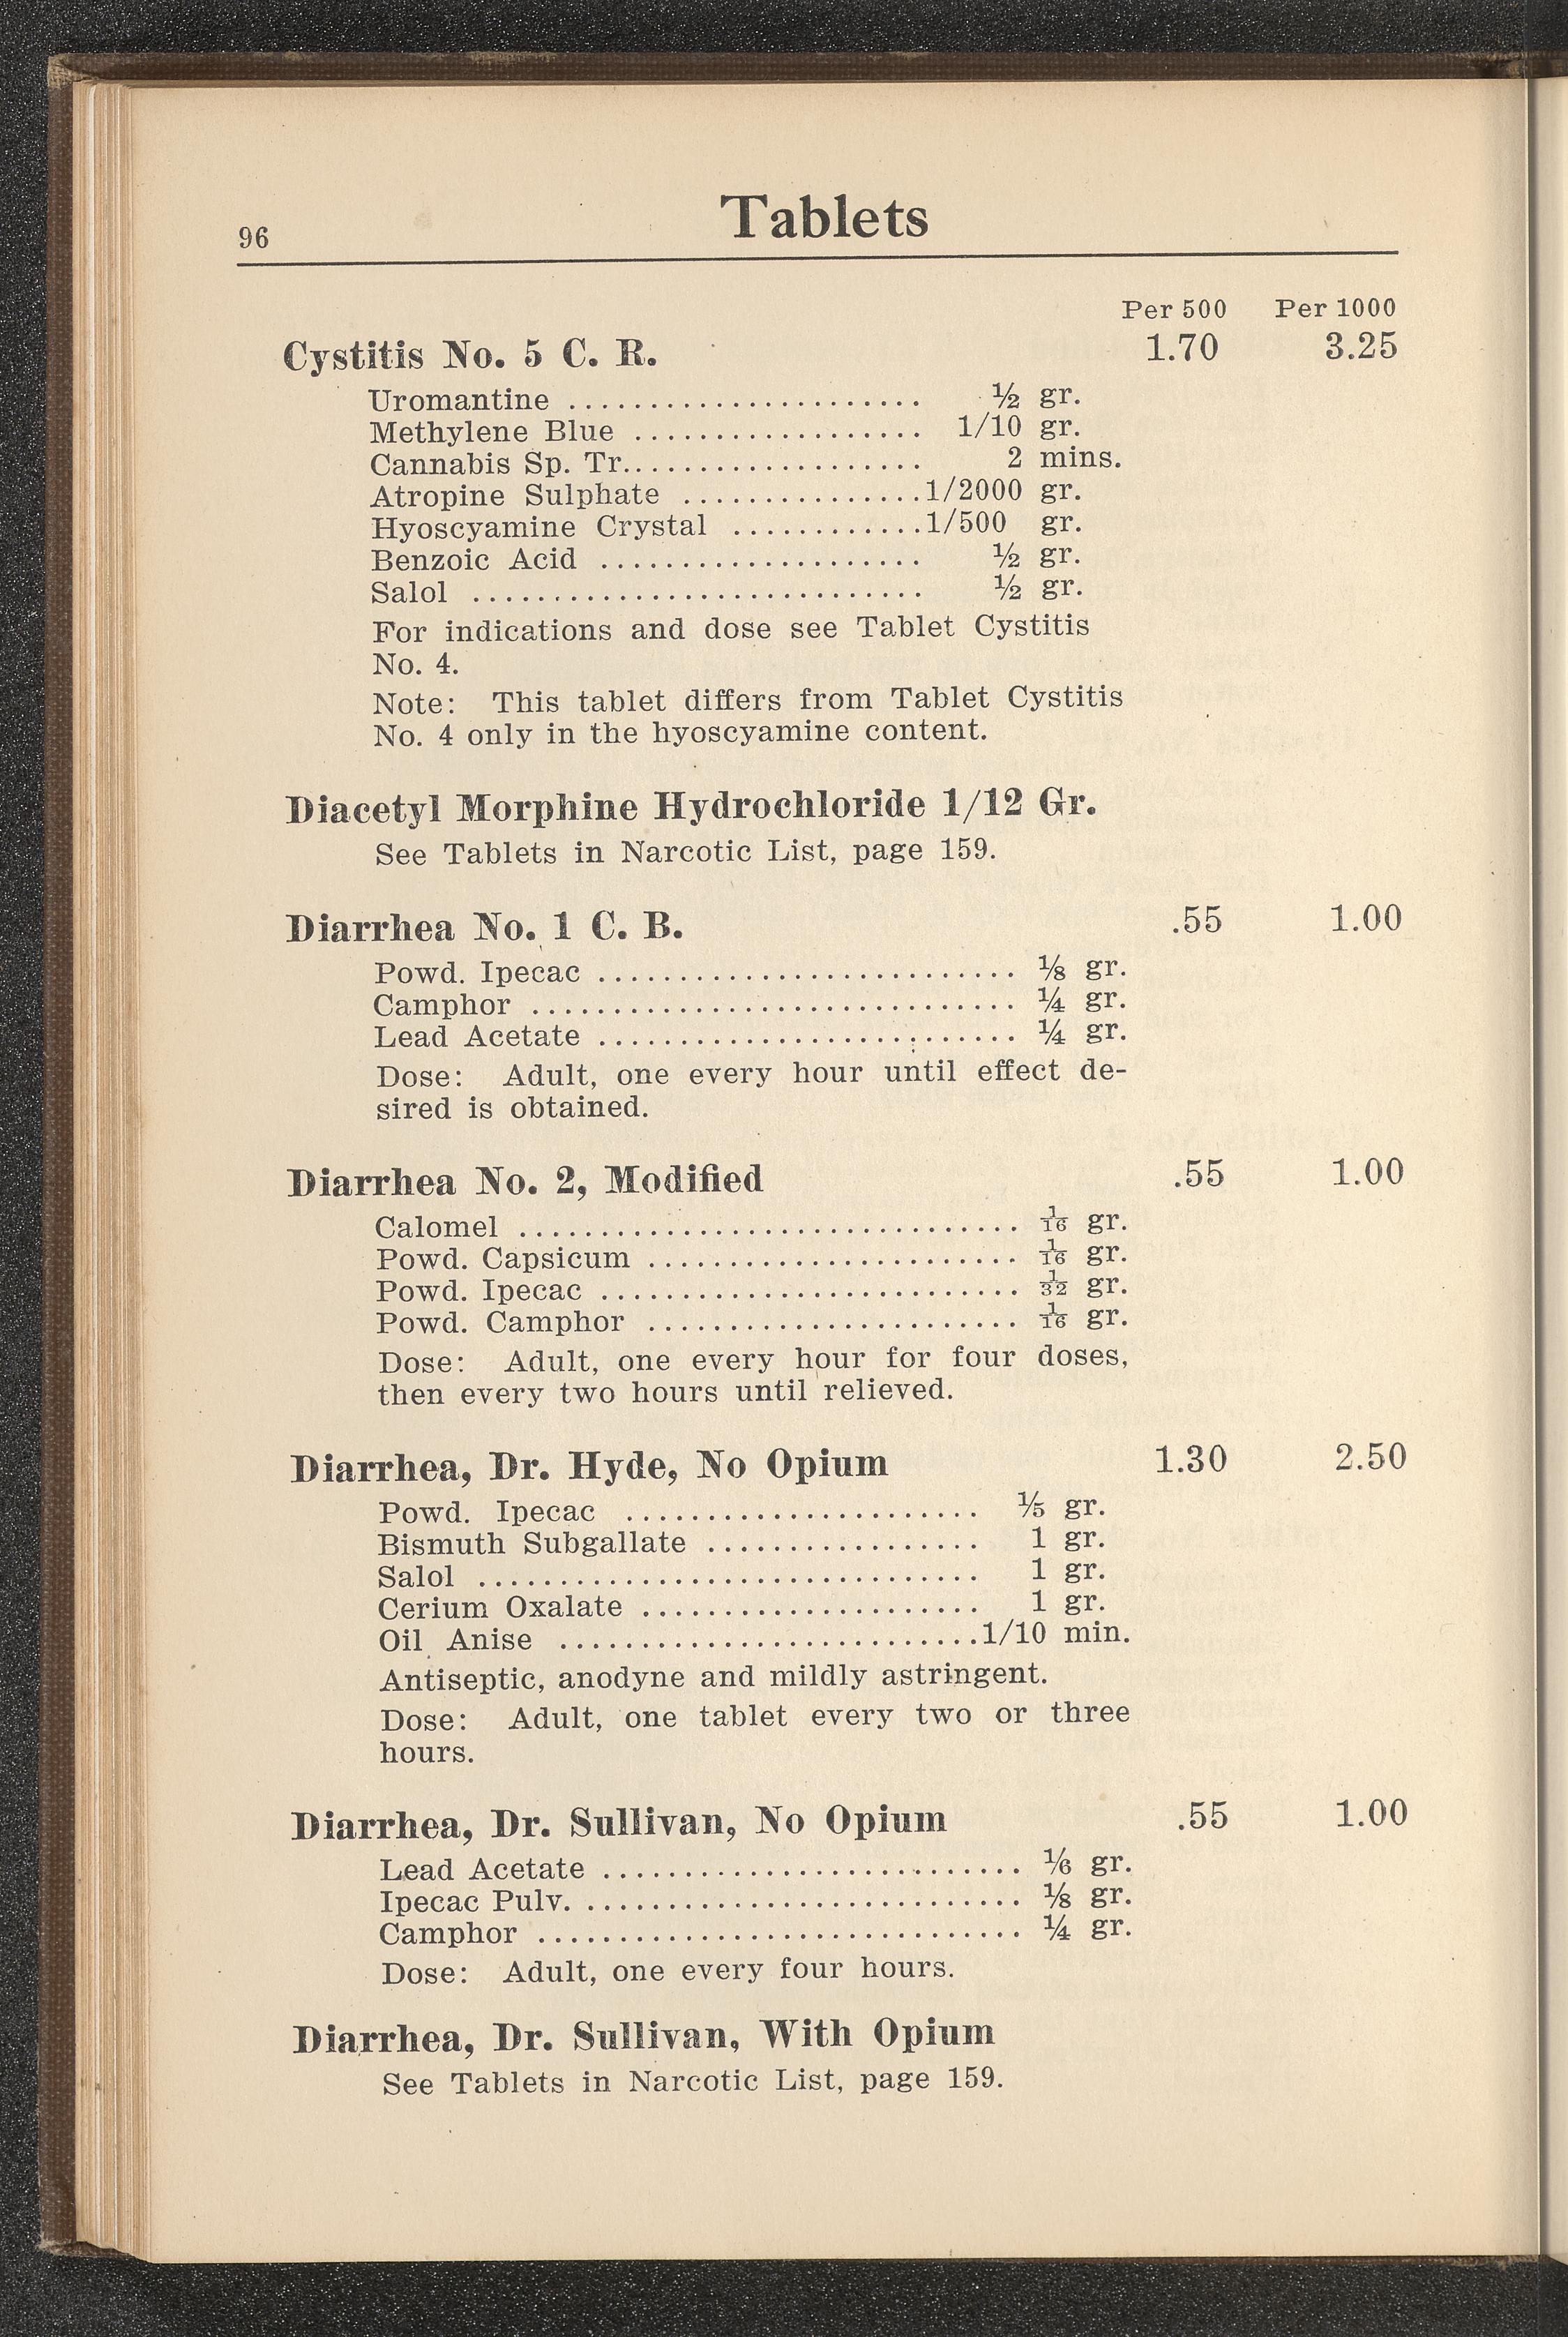 96
Tablets
Per 500 Per 1000
Cystitis No. 5 C. R. 1.70 3.25
Uromantine ...................... ½ gr.
Methylene Blue .................. 1/10 gr.
Cannabis Sp. Tr................... 2 mins.
Atropine Sulphate ...............1/2000 gr.
Hyoscyamine Crystal ............1/500 gr.
Benzoic Acid .................... ½ gr.
Salol ............................ ½ gr.
For indications and dose see Tablet Cystitis
No. 4.
Note: This tablet differs from Tablet Cystitis
No. 4 only in the hyoscyamine content.
Diacetyl Morphine Hydrochloride 1/12 Gr.
See Tablets in Narcotic List, page 159.
Diarrhea No. 1 C. B. .55 1.00
Powd. Ipecac .......................... ⅛ gr.
Camphor .............................. ¼ gr.
Lead Acetate .......................... ¼ gr.
Dose: Adult, one every hour until effect de-
sired is obtained.
Diarrhea No. 2, Modified .55 1.00
Calomel ............................... 1/16 gr.
Powd. Capsicum ....................... 1/16 gr.
Powd. Ipecac .......................... 1/32 gr.
Powd. Camphor ....................... 1/16 gr.
Dose: Adult, one every hour for four doses,
then every two hours until relieved.
Diarrhea, Dr. Hyde, No Opium 1.30 2.50
Powd. Ipecac ...................... ⅕ gr.
Bismuth Subgallate ................. 1 gr.
Salol ............................... 1 gr.
Cerium Oxalate ..................... 1 gr.
Oil Anise ..........................1/10 min.
Antiseptic, anodyne and mildly astringent.
Dose: Adult, one tablet every two or three
hours.
Diarrhea, Dr. Sullivan, No Opium .55 1.00
Lead Acetate .......................... ⅙ gr.
Ipecac Pulv. ........................... ⅛ gr.
Camphor .............................. ¼ gr.
Dose: Adult, one every four hours.
Diarrhea, Dr. Sullivan, With Opium
See Tablets in Narcotic List, page 159.